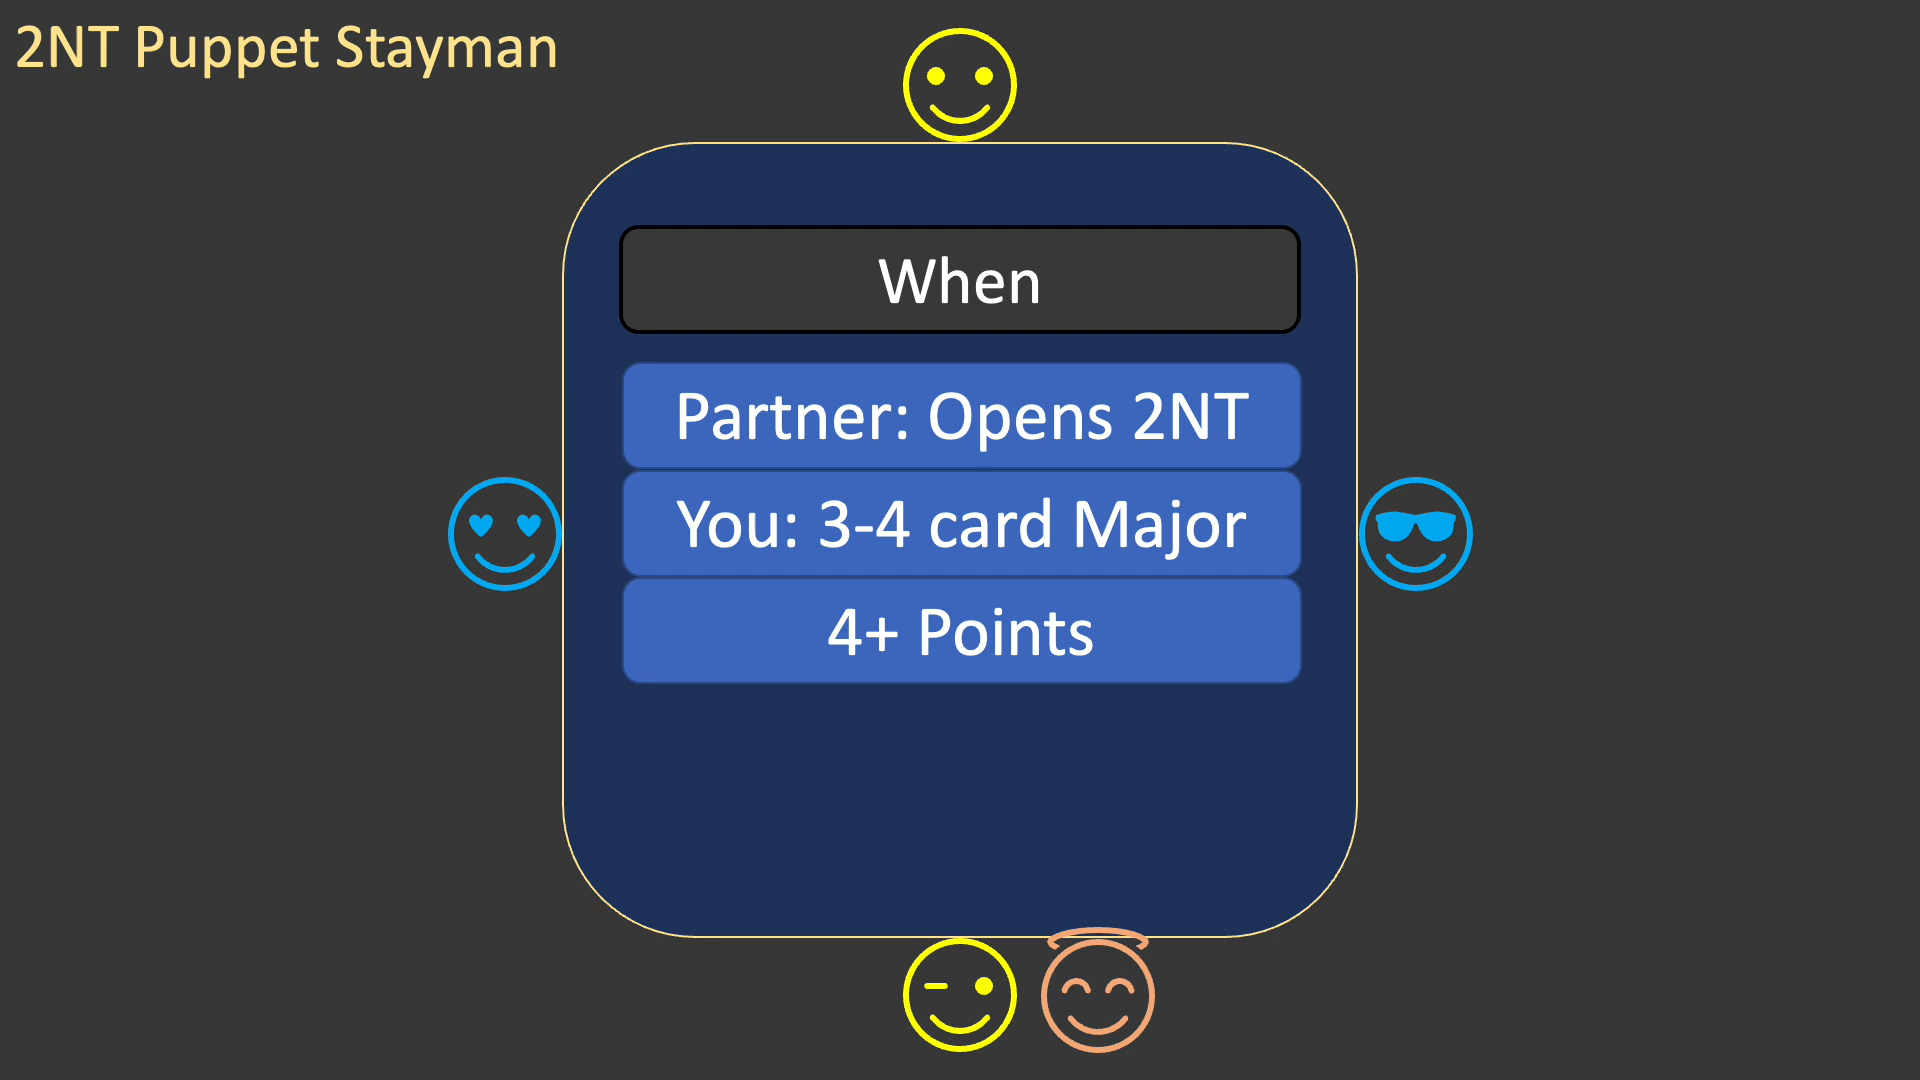 2NT Puppet Stayman
When
Partner: Opens 2NT
You: 3-4 card Major
4+ Points